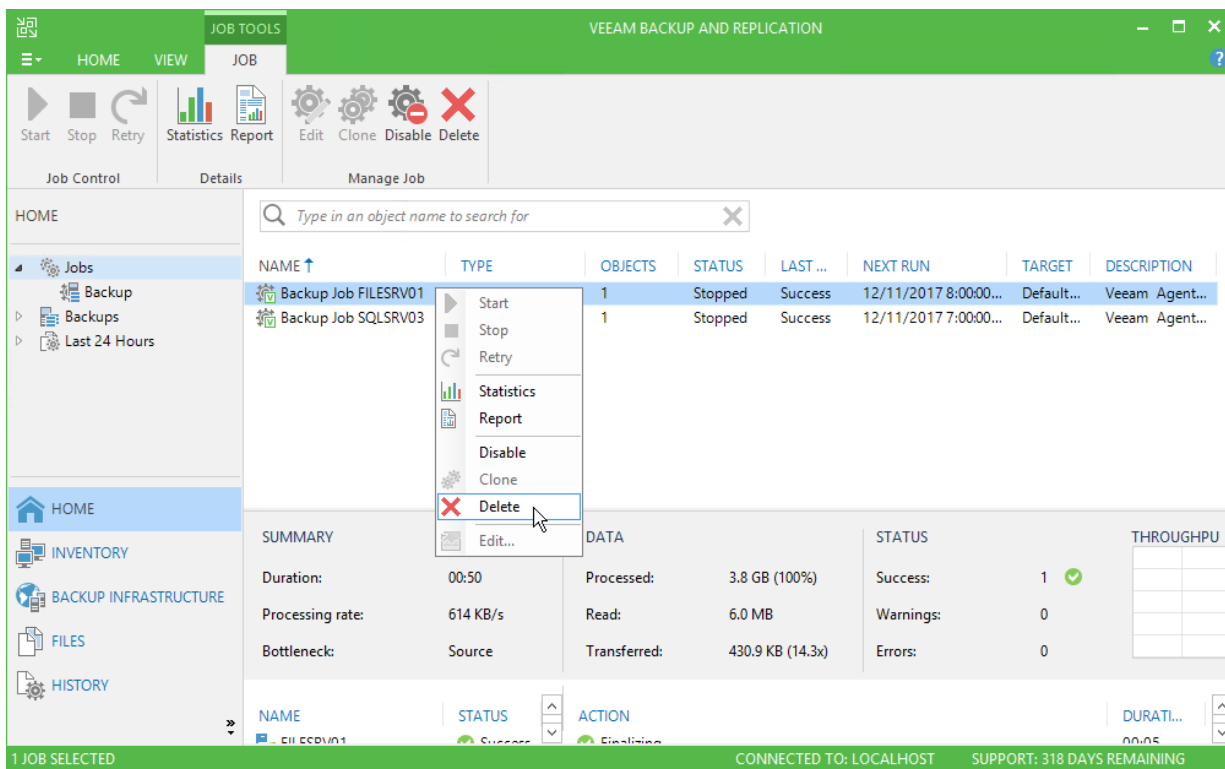 JOB TOOLS
VEEAM BACKUP AND REPLICATION
HOME VIEW JOB
Start Stop Retry Statistics Report Edit Clone Disable Delete
Job Control Details Manage Job
HOME
Type in an object name to search for
Jobs
Backup
Backups
Last 24 Hours
NAME TYPE OBJECTS STATUS LAST ... NEXT RUN TARGET DESCRIPTION
Backup Job FILESRV01 1 Stopped Success 12/11/2017 8:00:00... Default... Veeam Agent...
Backup Job SQLSRV03 1 Stopped Success 12/11/2017 7:00:00... Default... Veeam Agent...
Start
Stop
Retry
Statistics
Report
Disable
Clone
Delete
Edit...
HOME
INVENTORY
BACKUP INFRASTRUCTURE
FILES
HISTORY
SUMMARY DATA STATUS THROUGHPU
Duration: 00:50 Processed: 3.8 GB (100%) Success: 1
Processing rate: 614 KB/s Read: 6.0 MB Warnings: 0
Bottleneck: Source Transferred: 430.9 KB (14.3x) Errors: 0
NAME STATUS ACTION DURATI...
FILESRV01 Success Finalizing 00:05
1 JOB SELECTED CONNECTED TO: LOCALHOST SUPPORT: 318 DAYS REMAINING